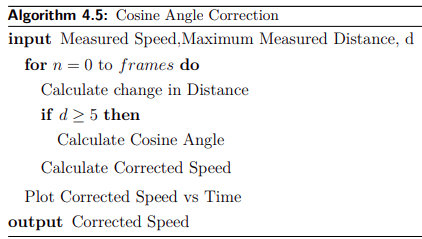 Algorithm 4.5: Cosine Angle Correction
input Measured Speed,Maximum Measured Distance, d
for n = 0 to frames do
Calculate change in Distance
if d ≥ 5 then
Calculate Cosine Angle
Calculate Corrected Speed
Plot Corrected Speed vs Time
output Corrected Speed